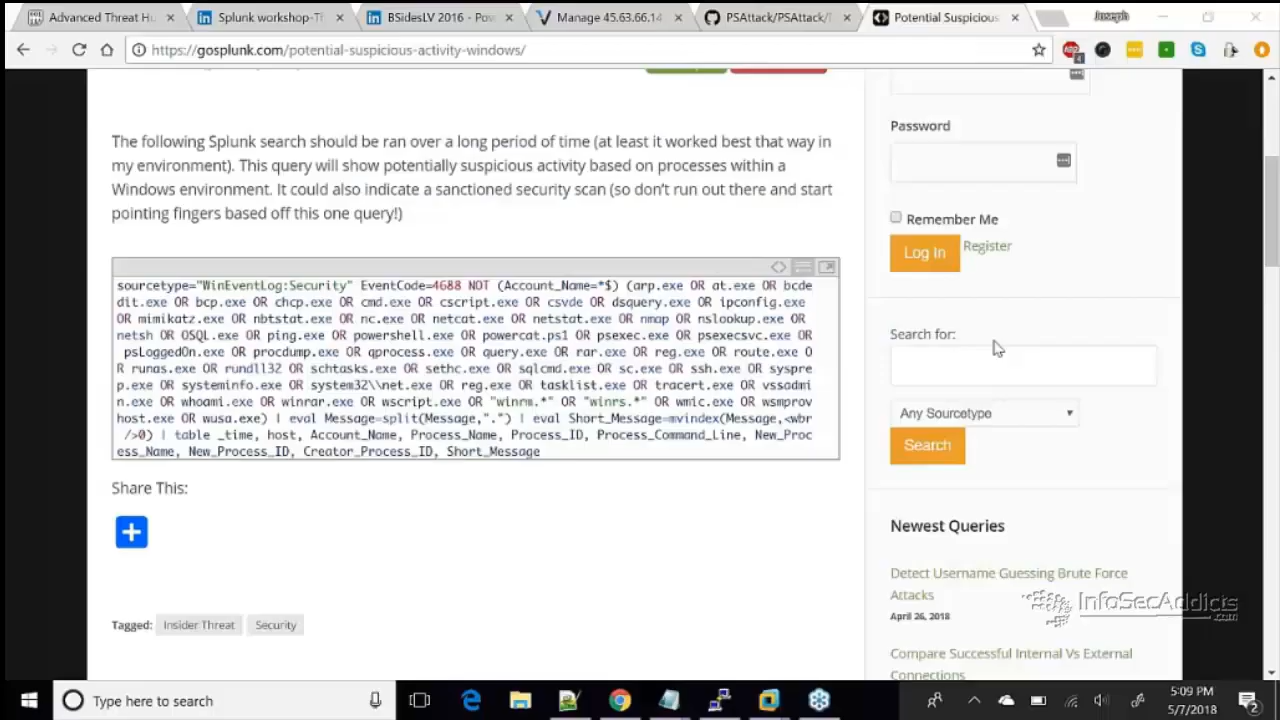 Advanced Threat Hu
Splunk workshop-Th
BSidesLV 2016 - Pow
Manage 45.63.66.14
PSAttack/PSAttack/
Potential Suspicious
Joseph
https://gosplunk.com/potential-suspicious-activity-windows/
4
The following Splunk search should be ran over a long period of time (at least it worked best that way in
my environment). This query will show potentially suspicious activity based on processes within a
Windows environment. It could also indicate a sanctioned security scan (so don't run out there and start
pointing fingers based off this one query!)
sourcetype="WinEventLog:Security" EventCode=4688 NOT (Account_Name=*$) (arp.exe OR at.exe OR bcde
dit.exe OR bcp.exe OR chcp.exe OR cmd.exe OR cscript.exe OR csvde OR dsquery.exe OR ipconfig.exe
OR mimikatz.exe OR nbtstat.exe OR nc.exe OR netcat.exe OR netstat.exe OR nmap OR nslookup.exe OR
netsh OR OSQL.exe OR ping.exe OR powershell.exe OR powercat.ps1 OR psexec.exe OR psexecsvc.exe OR
psLoggedOn.exe OR procdump.exe OR qprocess.exe OR query.exe OR rar.exe OR reg.exe OR route.exe O
R runas.exe OR rundll32 OR schtasks.exe OR sethc.exe OR sqlcmd.exe OR sc.exe OR ssh.exe OR syspre
p.exe OR systeminfo.exe OR system32\\net.exe OR reg.exe OR tasklist.exe OR tracert.exe OR vssadmi
n.exe OR whoami.exe OR winrar.exe OR wscript.exe OR "winrm.*" OR "winrs.*" OR wmic.exe OR wsmprov
host.exe OR wusa.exe) | eval Message=split(Message,".") | eval Short_Message=mvindex(Message,<wbr
/>0) | table _time, host, Account_Name, Process_Name, Process_ID, Process_Command_Line, New_Proc
ess_Name, New_Process_ID, Creator_Process_ID, Short_Message
Share This:
Tagged: Insider Threat Security
Password
Remember Me
Log In Register
Search for:
Any Sourcetype
Search
Newest Queries
Detect Username Guessing Brute Force
Attacks
April 26, 2018
Compare Successful Internal Vs External
Connections
InfoSecAddicts.com
Type here to search
5:09 PM
5/7/2018
2